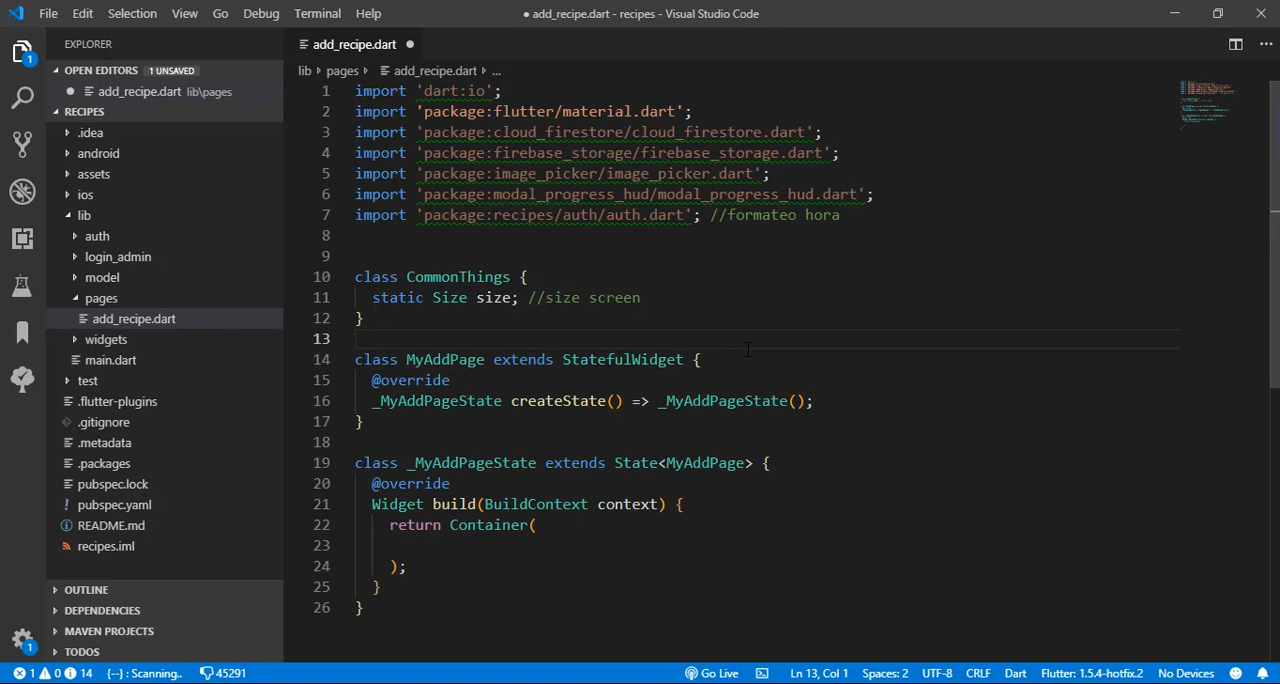 File Edit Selection View Go Debug Terminal Help ● add_recipe.dart - recipes - Visual Studio Code
EXPLORER
OPEN EDITORS 1 UNSAVED
● add_recipe.dart lib\pages
RECIPES
.idea
android
assets
ios
lib
auth
login_admin
model
pages
add_recipe.dart
widgets
main.dart
test
.flutter-plugins
.gitignore
.metadata
.packages
pubspec.lock
! pubspec.yaml
README.md
recipes.iml
OUTLINE
DEPENDENCIES
MAVEN PROJECTS
TODOS
1
1
add_recipe.dart ●
lib pages add_recipe.dart ...
1 import 'dart:io';
2 import 'package:flutter/material.dart';
3 import 'package:cloud_firestore/cloud_firestore.dart';
4 import 'package:firebase_storage/firebase_storage.dart';
5 import 'package:image_picker/image_picker.dart';
6 import 'package:modal_progress_hud/modal_progress_hud.dart';
7 import 'package:recipes/auth/auth.dart'; //formateo hora
8
9
10 class CommonThings {
11 static Size size; //size screen
12 }
13
14 class MyAddPage extends StatefulWidget {
15 @override
16 _MyAddPageState createState() => _MyAddPageState();
17 }
18
19 class _MyAddPageState extends State<MyAddPage> {
20 @override
21 Widget build(BuildContext context) {
22 return Container(
23
24 );
25 }
26 }
1 0 14 {--} : Scanning.. 45291 Go Live Ln 13, Col 1 Spaces: 2 UTF-8 CRLF Dart Flutter: 1.5.4-hotfix.2 No Devices